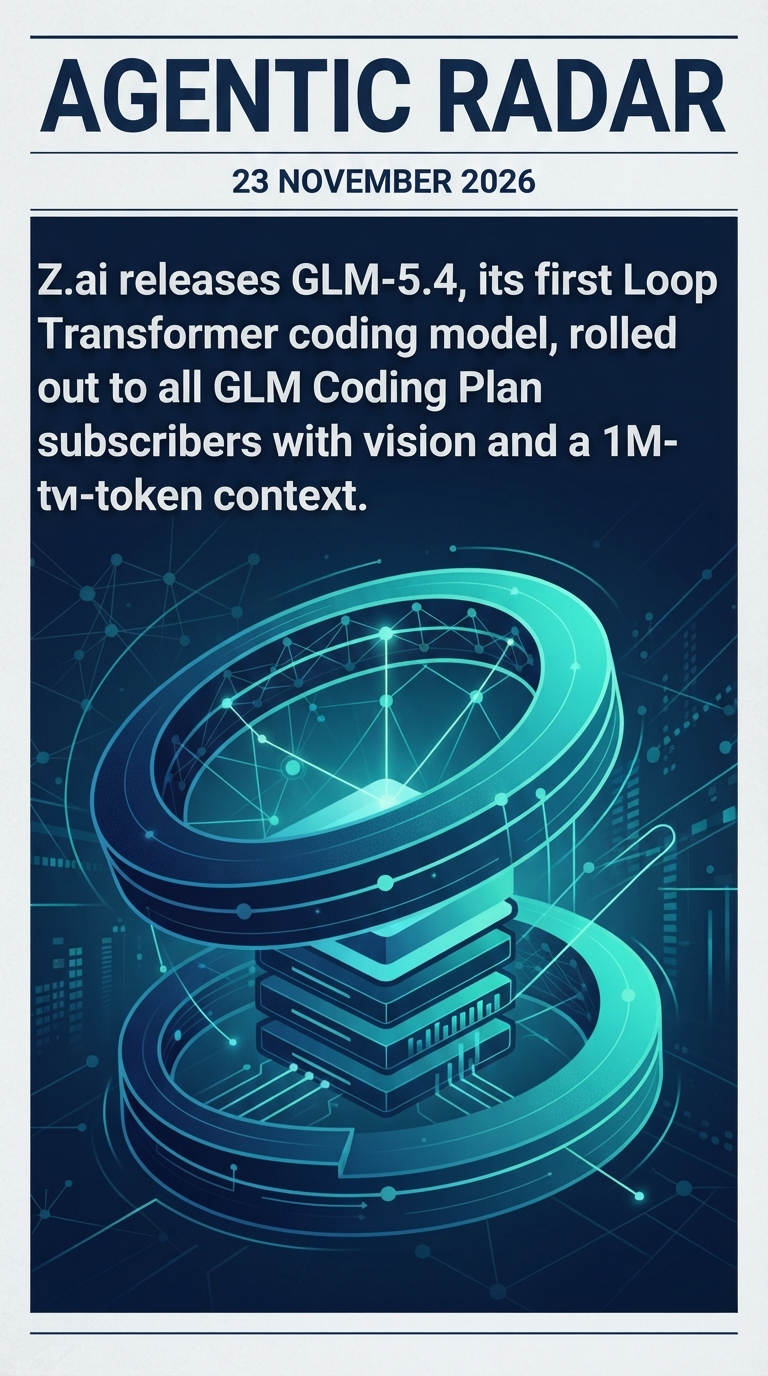 AGENTIC RADAR
23 NOVEMBER 2026
Z.ai releases GLM-5.4, its first Loop
Transformer coding model, rolled
out to all GLM Coding Plan
subscribers with vision and a 1M-
tм-token context.